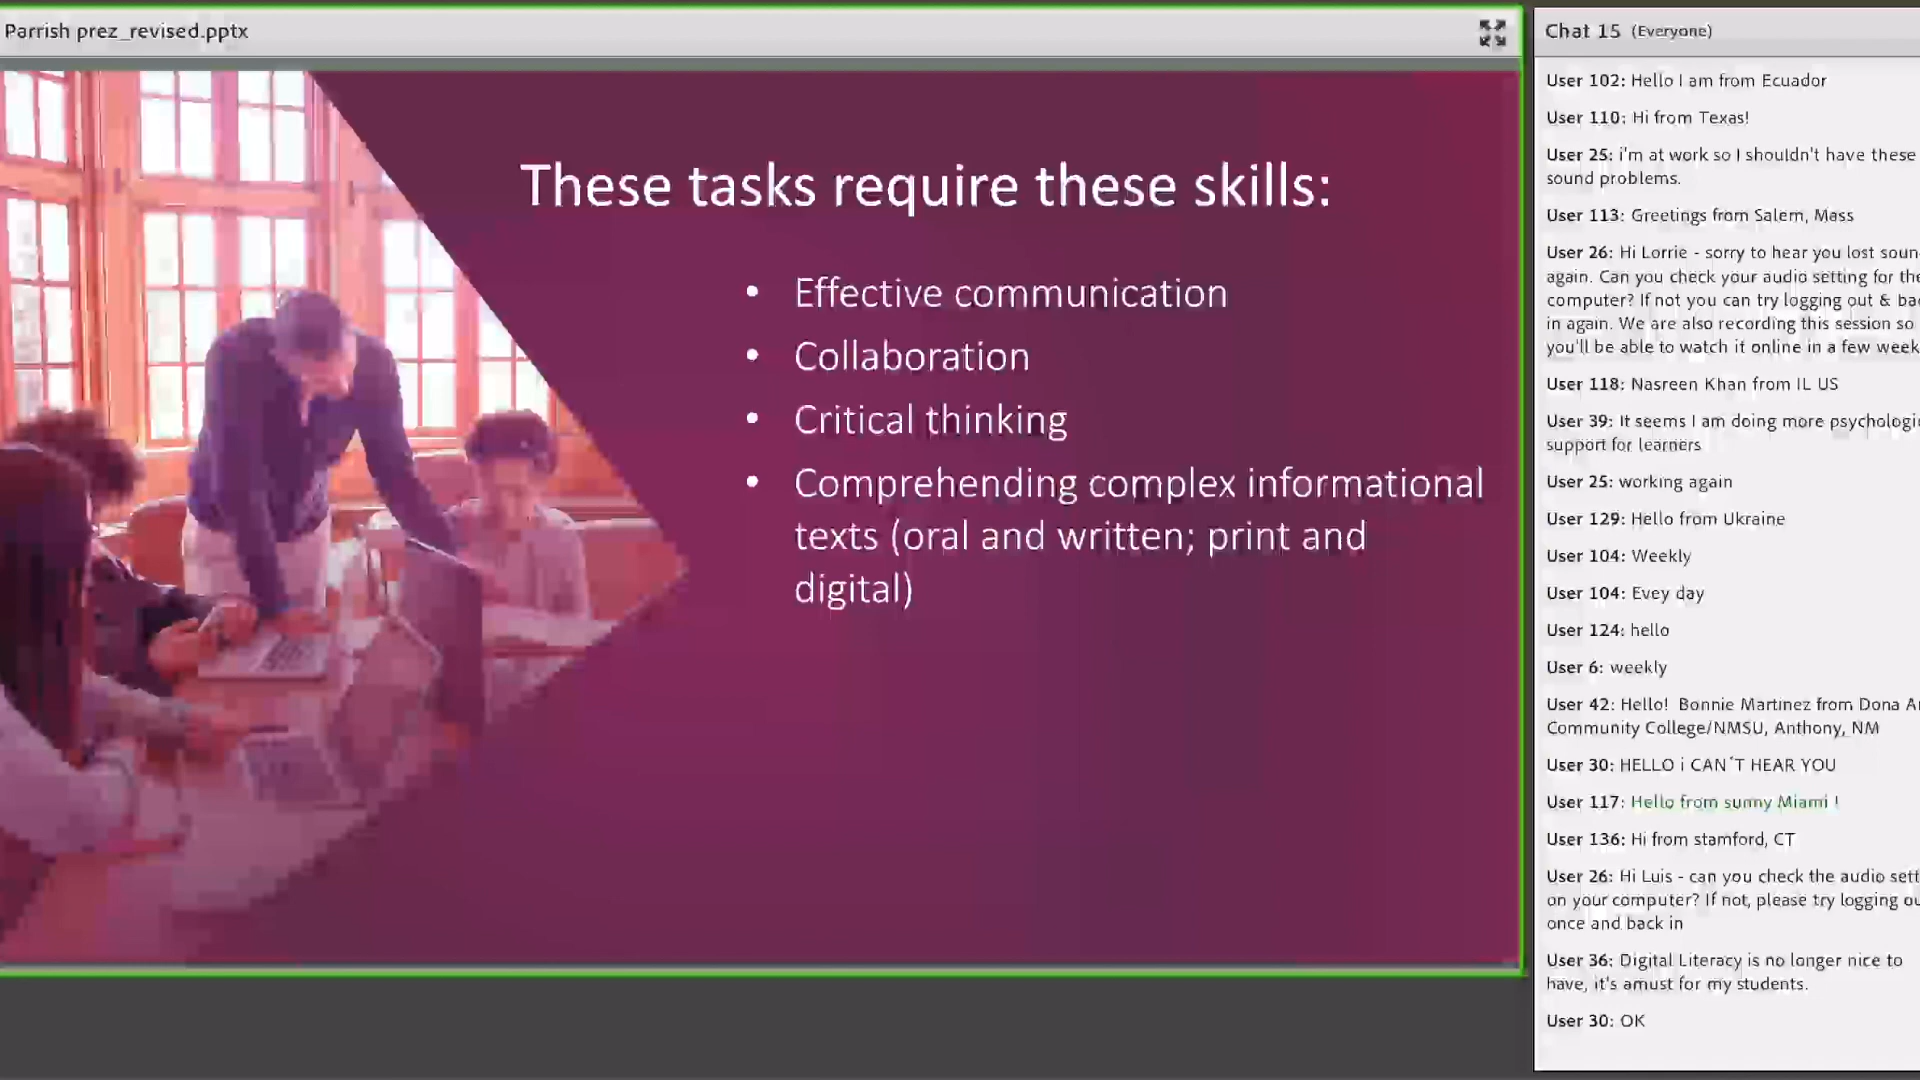 Parrish prez_revised.pptx
These tasks require these skills:
• Effective communication
• Collaboration
• Critical thinking
• Comprehending complex informational
texts (oral and written; print and
digital)
Chat 15 (Everyone)
User 102: Hello I am from Ecuador
User 110: Hi from Texas!
User 25: i'm at work so I shouldn't have these
sound problems.
User 113: Greetings from Salem, Mass
User 26: Hi Lorrie - sorry to hear you lost
again. Can you check your audio setting for
computer? If not you can try logging out &
in again. We are also recording this session so
you'll be able to watch it online in a few
User 118: Nasreen Khan from IL US
User 39: It seems I am doing more
support for learners
User 25: working again
User 129: Hello from Ukraine
User 104: Weekly
User 104: Evey day
User 124: hello
User 6: weekly
User 42: Hello! Bonnie Martinez from Dona
Community College/NMSU, Anthony, NM
User 30: HELLO i CAN´T HEAR YOU
User 117: Hello from sunny Miami !
User 136: Hi from stamford, CT
User 26: Hi Luis - can you check the audio
on your computer? If not, please try logging
once and back in
User 36: Digital Literacy is no longer nice to
have, it's amust for my students.
User 30: OK